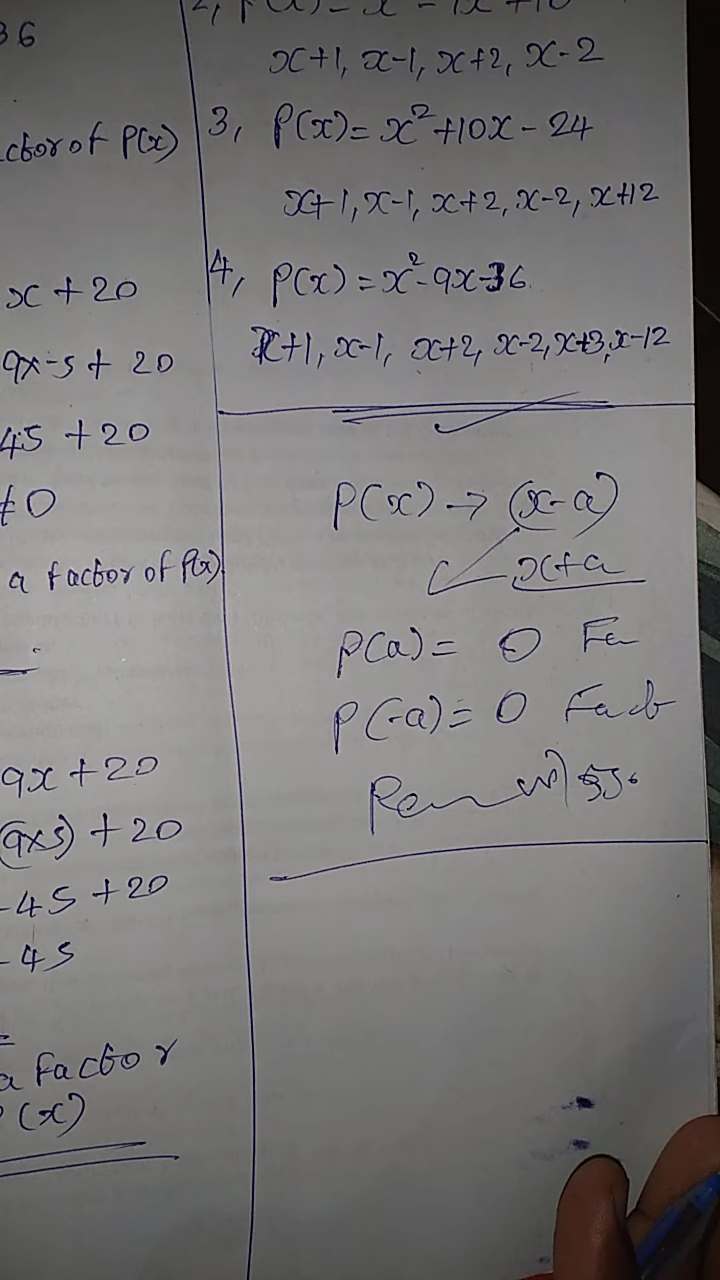 36
ctor of P(x)
x + 20
9x-5 + 20
45 + 20
≠ 0
a factor of P(x)
9x + 20
(9x5) + 20
-45 + 20
-45
a factor
P(x)
x+1, x-1, x+2, x-2
3, P(x) = x² +10x - 24
x+1, x-1, x+2, x-2, x+12
4, P(x) = x² - 9x-36
x+1, x-1, x+2, x-2, x+3, x-12
P(x) → (x-a)
x+a
P(a) = 0 Fa
P(-a) = 0